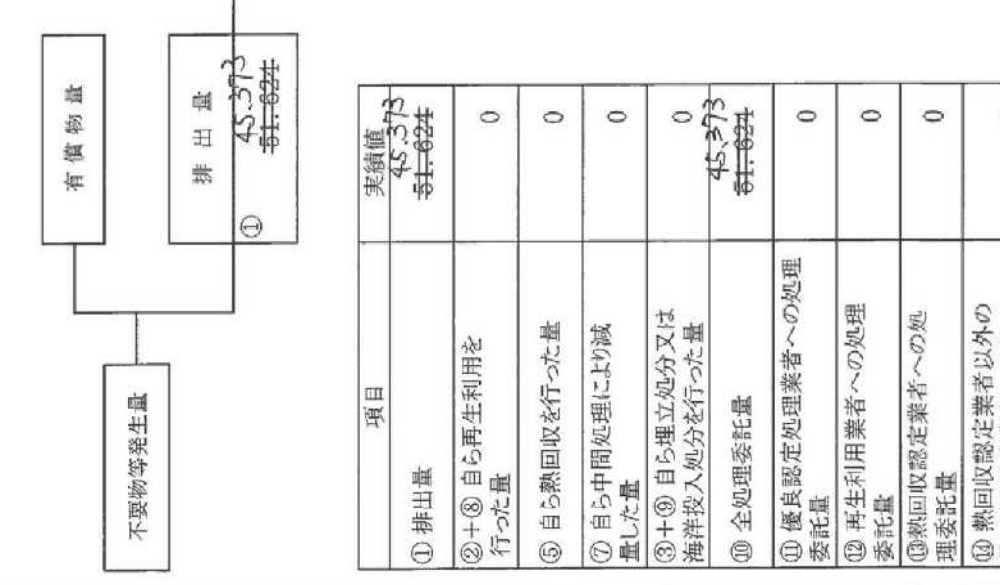 不要物等発生量
有償物量
排出量
①
45.373
51.624
項目
実績値
① 排出量
45.373
51.624
②+⑧ 自ら再生利用を
行った量
0
⑤ 自ら熱回収を行った量
0
⑦ 自ら中間処理により減
量した量
0
③+⑨ 自ら埋立処分又は
海洋投入処分を行った量
0
⑩ 全処理委託量
45.373
51.624
⑪ 優良認定処理業者への処理
委託量
0
⑫ 再生利用業者への処理
委託量
0
⑬熱回収認定業者への処
理委託量
0
⑭ 熱回収認定業者以外の